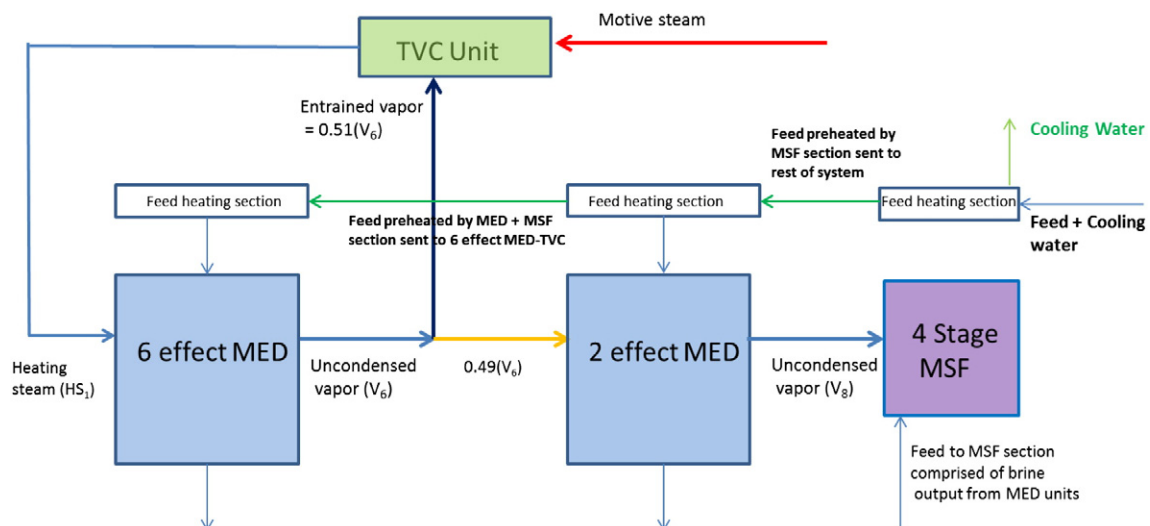 Motive steam
TVC Unit
Entrained vapor
= 0.51(V₆)
Cooling Water
Feed preheated by
MSF section sent to
rest of system
Feed heating section
Feed preheated by MED + MSF
section sent to 6 effect MED-TVC
Feed heating section
Feed heating section
Feed + Cooling
water
6 effect MED
2 effect MED
4 Stage
MSF
Heating
steam (HS₁)
Uncondensed
vapor (V₆)
0.49(V₆)
Uncondensed
vapor (V₈)
Feed to MSF section
comprised of brine
output from MED units